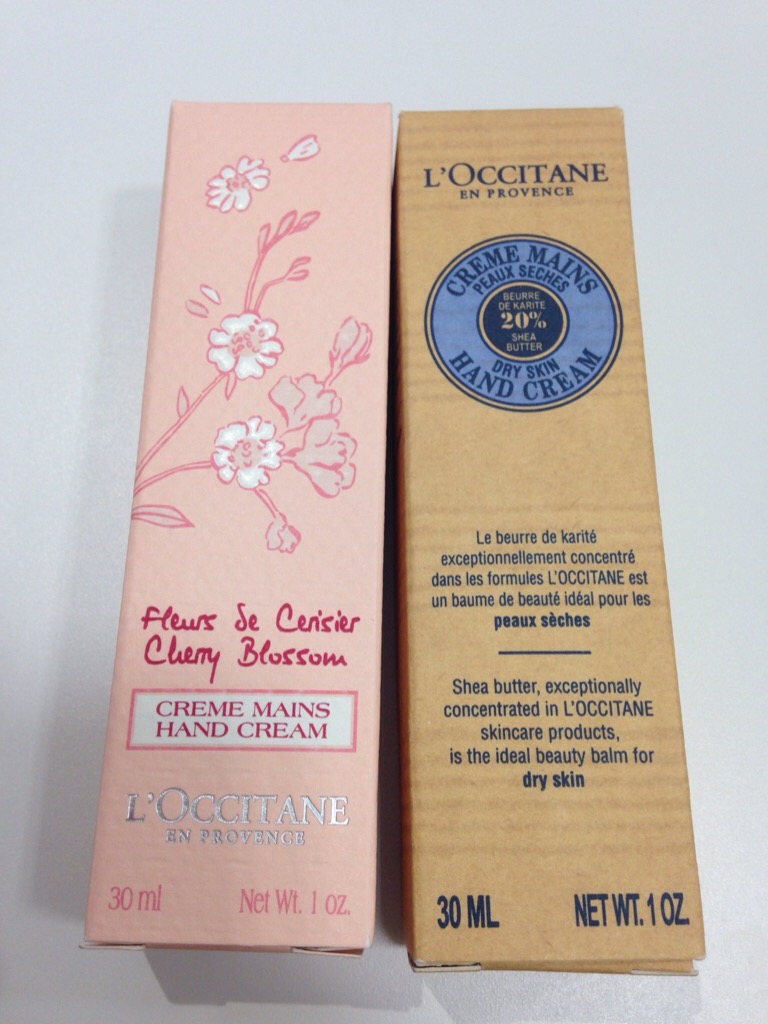 Fleurs de Cerisier
Cherry Blossom
CREME MAINS
HAND CREAM
L'OCCITANE
EN PROVENCE
30 ml Net Wt. 1 oz.
L'OCCITANE
EN PROVENCE
CREME MAINS
PEAUX SECHES
BEURRE
DE KARITE
20%
SHEA
BUTTER
DRY SKIN
HAND CREAM
Le beurre de karité
exceptionnellement concentré
dans les formules L'OCCITANE est
un baume de beauté idéal pour les
peaux sèches
Shea butter, exceptionally
concentrated in L'OCCITANE
skincare products,
is the ideal beauty balm for
dry skin
30 ML NET WT. 1 OZ.